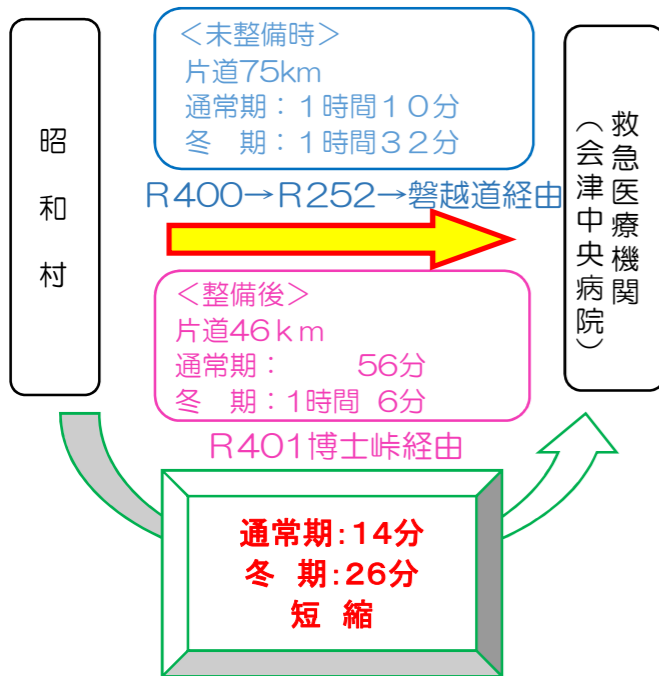 昭和村
＜未整備時＞
片道75km
通常期：１時間１０分
冬　期：１時間３２分
R400→R252→磐越道経由
＜整備後＞
片道46ｋｍ
通常期：　　　56分
冬　期：1時間 6分
R401博士峠経由
救急医療機関
（会津中央病院）
通常期：14分
冬　期：26分
短　縮